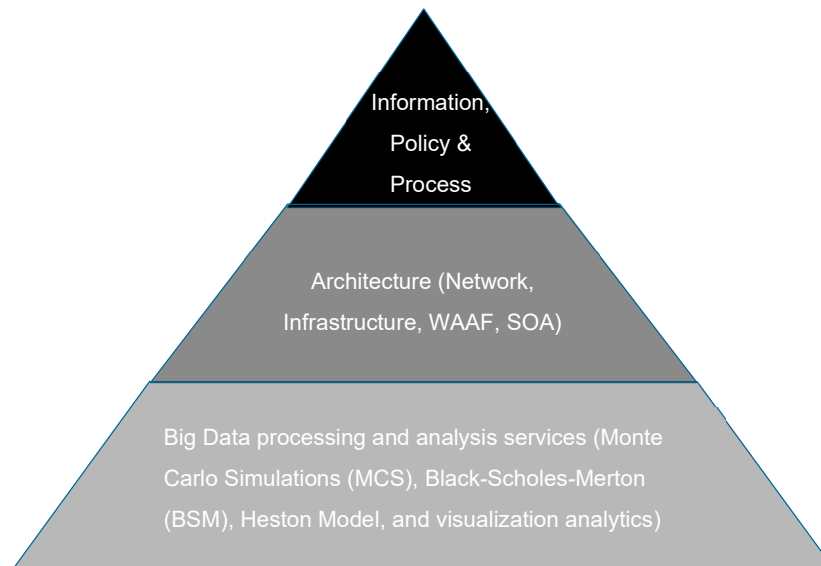 Information,
Policy &
Process
Architecture (Network,
Infrastructure, WAAF, SOA)
Big Data processing and analysis services (Monte
Carlo Simulations (MCS), Black-Scholes-Merton
(BSM), Heston Model, and visualization analytics)